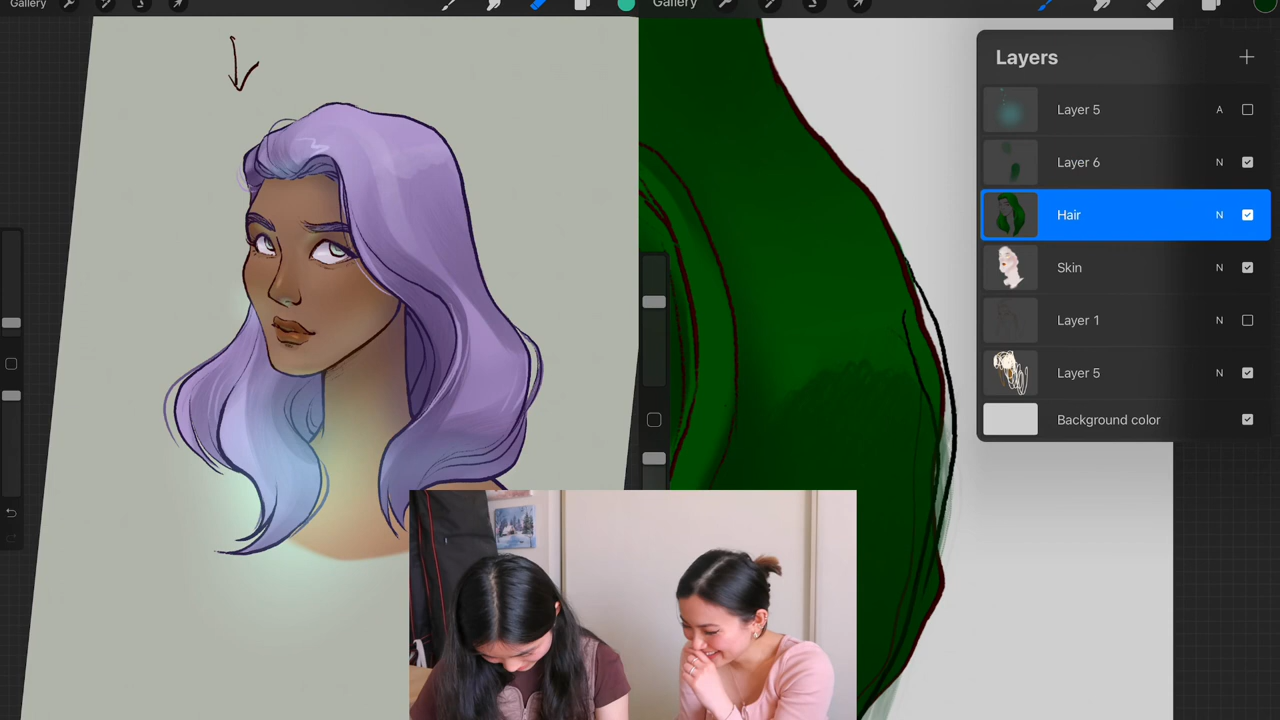 Gallery
Gallery
Layers
Layer 5 A
Layer 6 N
Hair N
Skin N
Layer 1 N
Layer 5 N
Background color